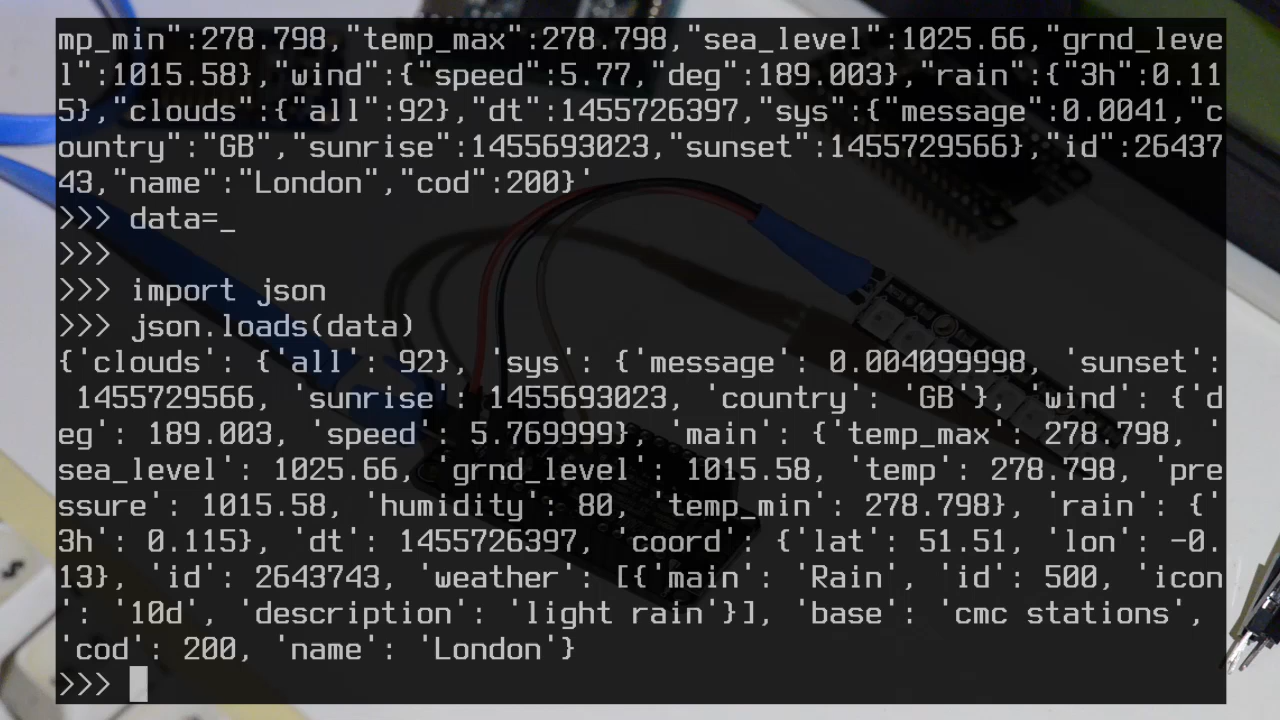 mp_min":278.798,"temp_max":278.798,"sea_level":1025.66,"grnd_leve
l":1015.58},"wind":{"speed":5.77,"deg":189.003},"rain":{"3h":0.11
5},"clouds":{"all":92},"dt":1455726397,"sys":{"message":0.0041,"c
ountry":"GB","sunrise":1455693023,"sunset":1455729566},"id":26437
43,"name":"London","cod":200}'
>>> data=_
>>>
>>> import json
>>> json.loads(data)
{'clouds': {'all': 92}, 'sys': {'message': 0.004099998, 'sunset':
 1455729566, 'sunrise': 1455693023, 'country': 'GB'}, 'wind': {'d
eg': 189.003, 'speed': 5.769999}, 'main': {'temp_max': 278.798, '
sea_level': 1025.66, 'grnd_level': 1015.58, 'temp': 278.798, 'pre
ssure': 1015.58, 'humidity': 80, 'temp_min': 278.798}, 'rain': {'
3h': 0.115}, 'dt': 1455726397, 'coord': {'lat': 51.51, 'lon': -0.
13}, 'id': 2643743, 'weather': [{'main': 'Rain', 'id': 500, 'icon
': '10d', 'description': 'light rain'}], 'base': 'cmc stations',
'cod': 200, 'name': 'London'}
>>>